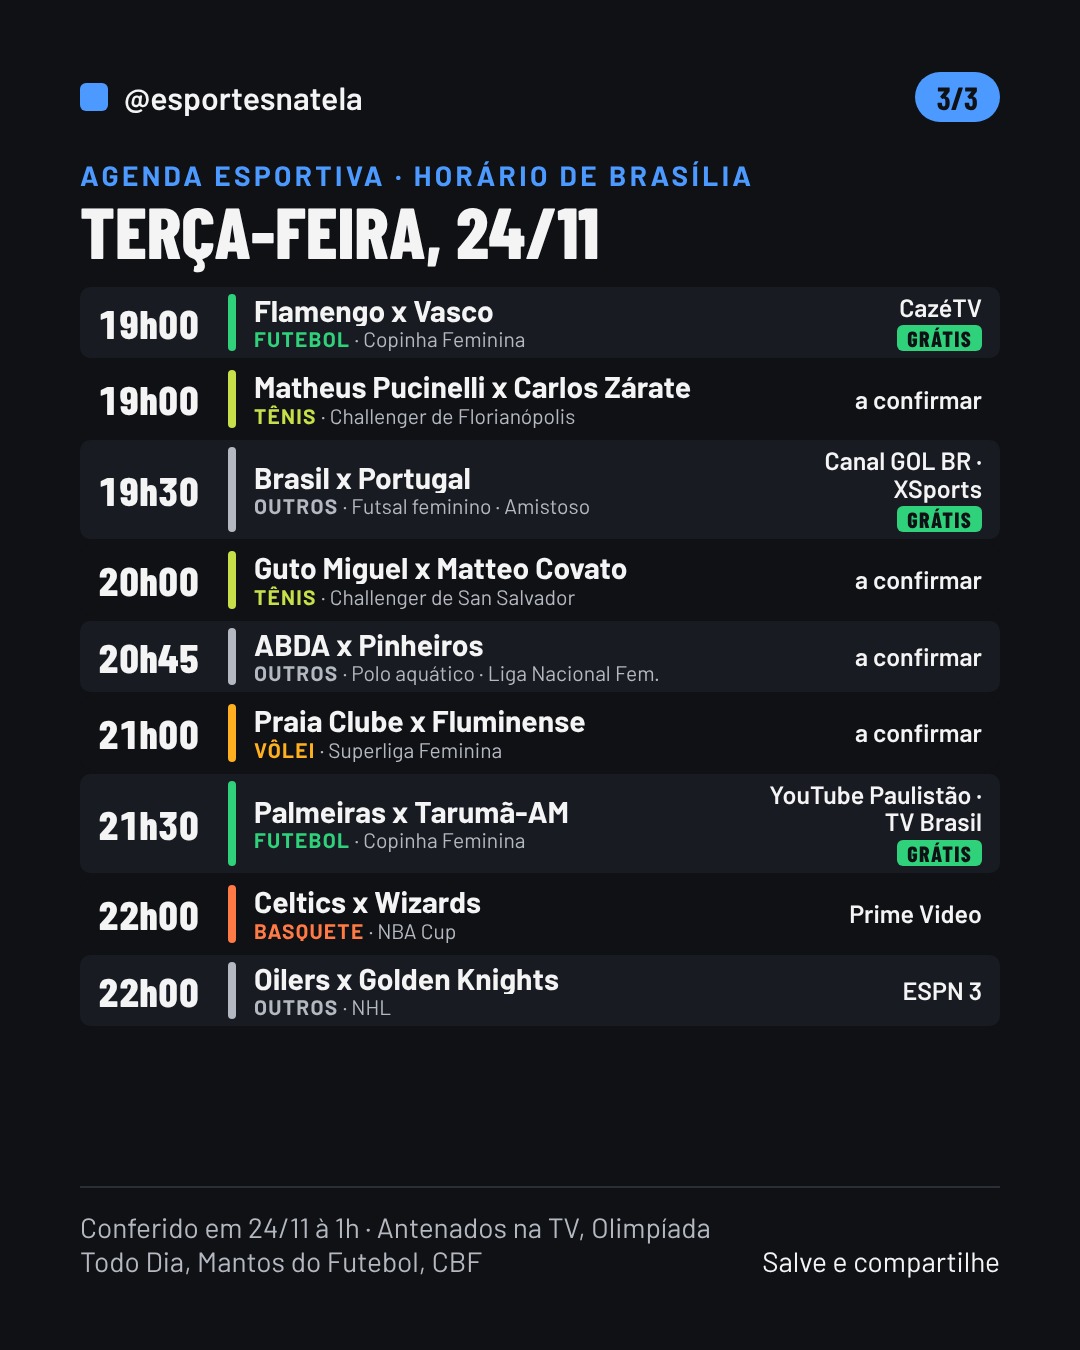 @esportesnatela
3/3
AGENDA ESPORTIVA · HORÁRIO DE BRASÍLIA
TERÇA-FEIRA, 24/11
19h00
Flamengo x Vasco
FUTEBOL · Copinha Feminina
CazéTV
GRÁTIS
19h00
Matheus Pucinelli x Carlos Zárate
TÊNIS · Challenger de Florianópolis
a confirmar
19h30
Brasil x Portugal
OUTROS · Futsal feminino · Amistoso
Canal GOL BR ·
XSports
GRÁTIS
20h00
Guto Miguel x Matteo Covato
TÊNIS · Challenger de San Salvador
a confirmar
20h45
ABDA x Pinheiros
OUTROS · Polo aquático · Liga Nacional Fem.
a confirmar
21h00
Praia Clube x Fluminense
VÔLEI · Superliga Feminina
a confirmar
21h30
Palmeiras x Tarumã-AM
FUTEBOL · Copinha Feminina
YouTube Paulistão ·
TV Brasil
GRÁTIS
22h00
Celtics x Wizards
BASQUETE · NBA Cup
Prime Video
22h00
Oilers x Golden Knights
OUTROS · NHL
ESPN 3
Conferido em 24/11 à 1h · Antenados na TV, Olimpíada
Todo Dia, Mantos do Futebol, CBF
Salve e compartilhe